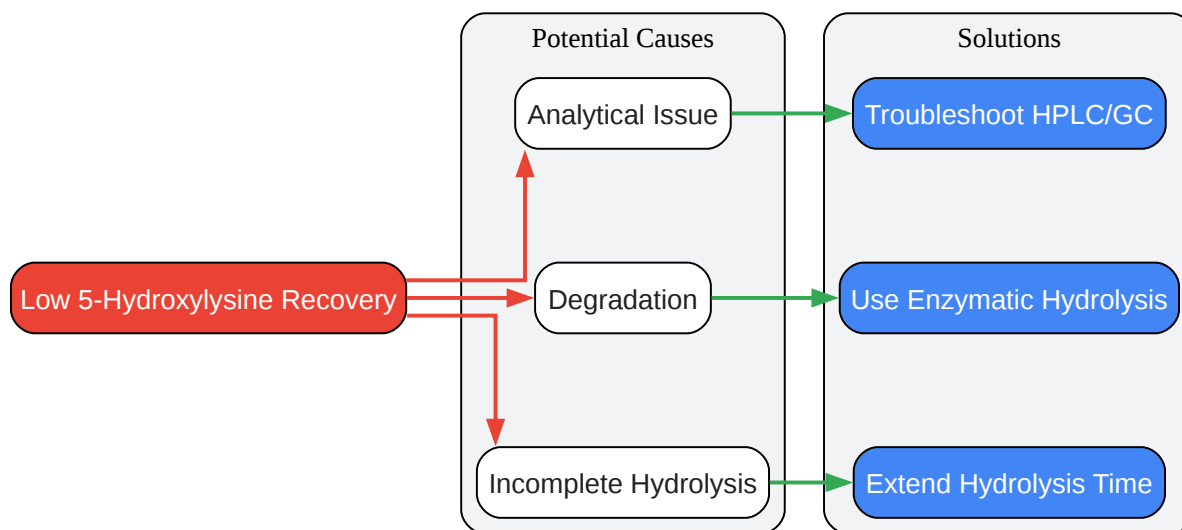 Potential Causes
Solutions
Analytical Issue
Troubleshoot HPLC/GC
Low 5-Hydroxylysine Recovery
Degradation
Use Enzymatic Hydrolysis
Incomplete Hydrolysis
Extend Hydrolysis Time